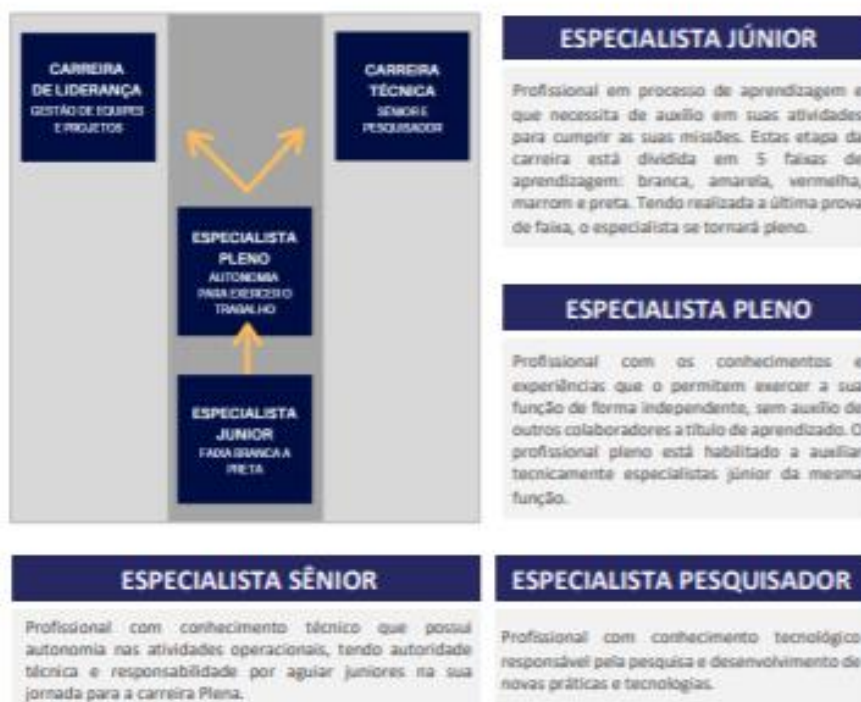 CARREIRA
DE LIDERANÇA
GESTÃO DE EQUIPES
E PROJETOS
CARREIRA
TÉCNICA
SÊNIOR E
PESQUISADOR
ESPECIALISTA
PLENO
AUTONOMIA
PARA EXERCER O
TRABALHO
ESPECIALISTA
JUNIOR
FAIXA BRANCA A
PRETA
ESPECIALISTA JÚNIOR
Profissional em processo de aprendizagem e
que necessita de auxílio em suas atividades
para cumprir as suas missões. Estas etapa da
carreira está dividida em 5 faixas de
aprendizagem: branca, amarela, vermelha,
marrom e preta. Tendo realizada a última prova
de faixa, o especialista se tornará pleno.
ESPECIALISTA PLENO
Profissional com os conhecimentos e
experiências que o permitem exercer a sua
função de forma independente, sem auxílio de
outros colaboradores a título de aprendizado. O
profissional pleno está habilitado a auxiliar
tecnicamente especialistas júnior da mesma
função.
ESPECIALISTA SÊNIOR
Profissional com conhecimento técnico que possui
autonomia nas atividades operacionais, tendo autoridade
técnica e responsabilidade por aguiar juniores na sua
jornada para a carreira Plena.
ESPECIALISTA PESQUISADOR
Profissional com conhecimento tecnológico
responsável pela pesquisa e desenvolvimento de
novas práticas e tecnologias.